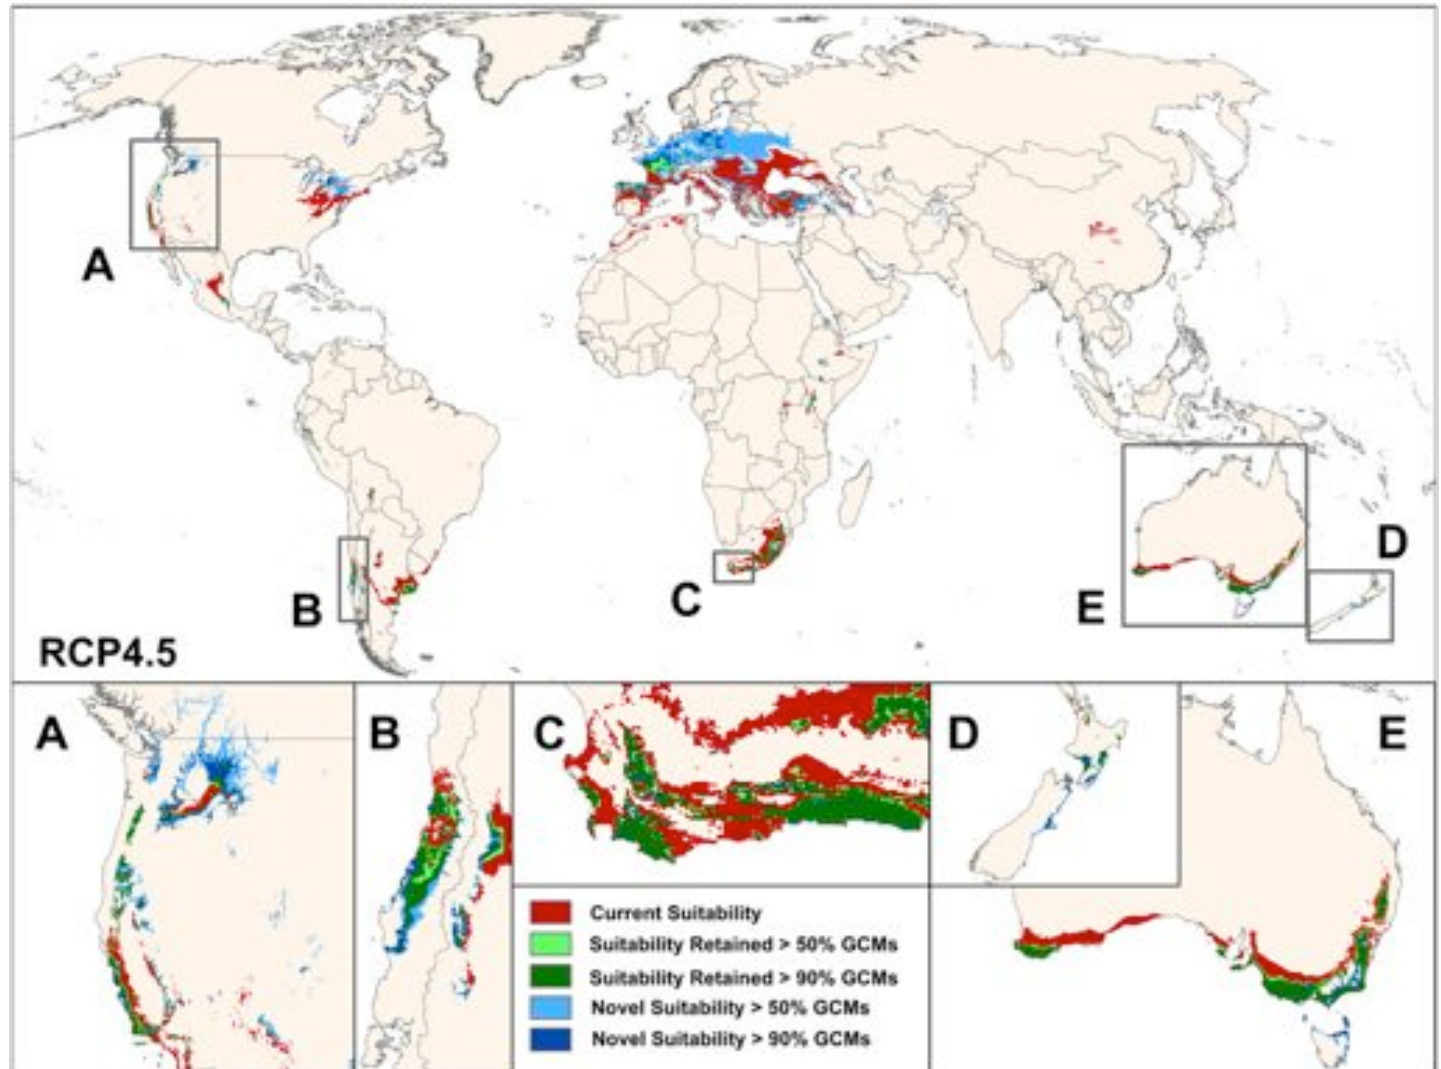 A
B
C
D
E
RCP4.5
A
B
C
D
E
Current Suitability
Suitability Retained > 50% GCMs
Suitability Retained > 90% GCMs
Novel Suitability > 50% GCMs
Novel Suitability > 90% GCMs